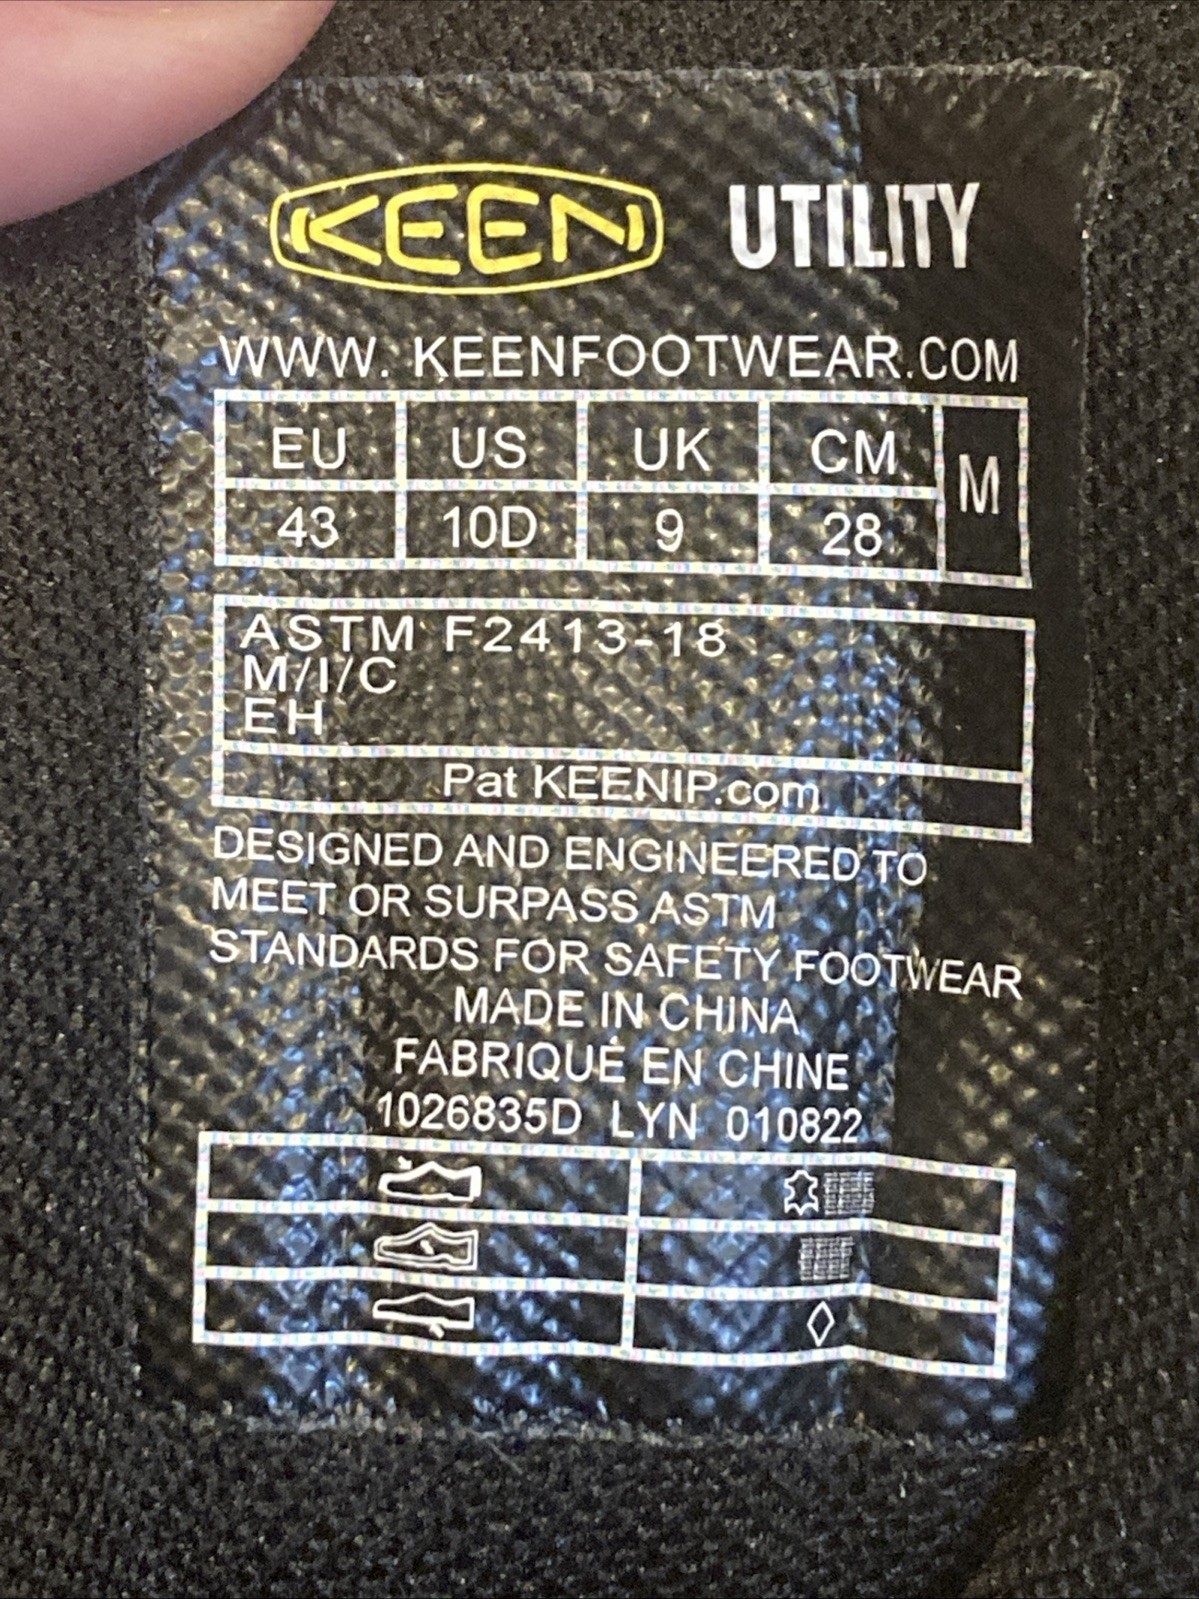 KEEN UTILITY
WWW. KEENFOOTWEAR.COM
EU US UK CM M
43 10D 9 28
ASTM F2413-18
M/I/C
EH
Pat KEENIP.com
DESIGNED AND ENGINEERED TO
MEET OR SURPASS ASTM
STANDARDS FOR SAFETY FOOTWEAR
MADE IN CHINA
FABRIQUÉ EN CHINE
1026835D LYN 010822